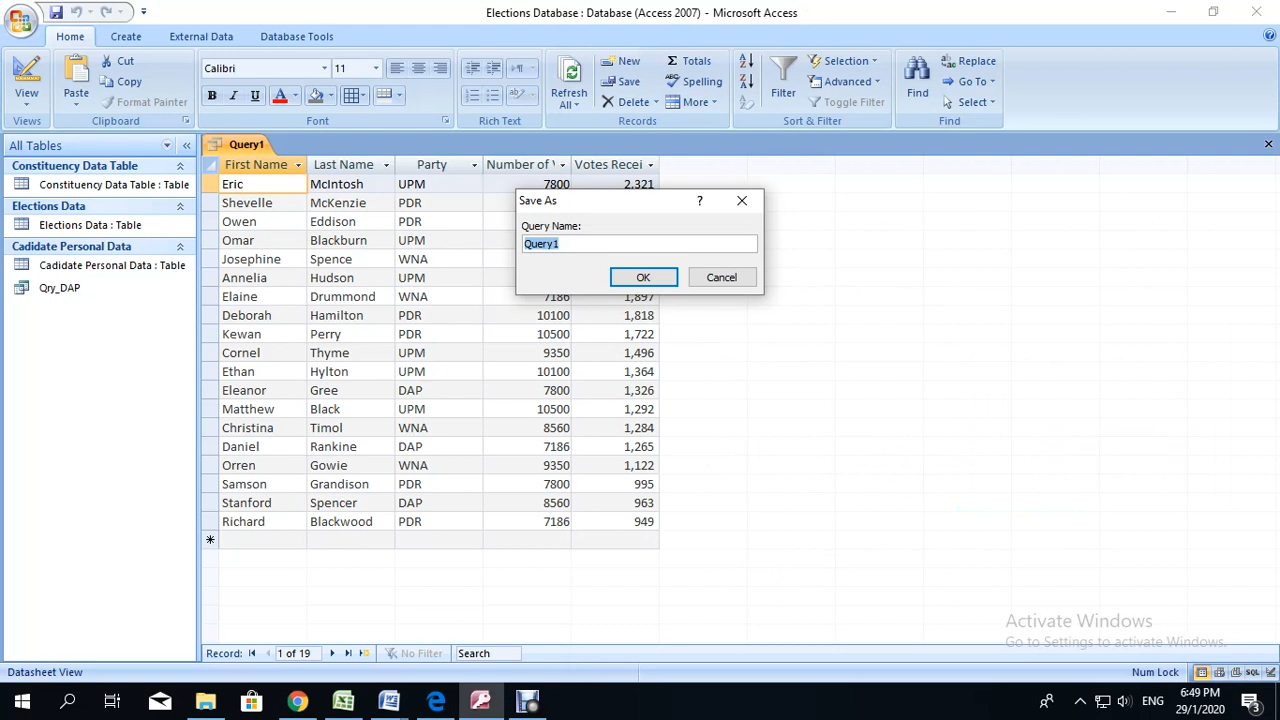 Elections Database : Database (Access 2007) - Microsoft Access
Home Create External Data Database Tools
View
Views
Paste
Cut
Copy
Format Painter
Clipboard
Calibri 11
B I U A
Font
Rich Text
Refresh All
New
Save
Delete
Σ Totals
Spelling
More
Records
Filter
Selection
Advanced
Toggle Filter
Sort & Filter
Find
Replace
Go To
Select
Find
All Tables
Constituency Data Table
Constituency Data Table : Table
Elections Data
Elections Data : Table
Cadidate Personal Data
Cadidate Personal Data : Table
Qry_DAP
Query1
First Name Last Name Party Number of V Votes Recei
Eric McIntosh UPM 7800 2,321
Shevelle McKenzie PDR
Owen Eddison PDR
Omar Blackburn UPM
Josephine Spence WNA
Annelia Hudson UPM
Elaine Drummond WNA 7186 1,897
Deborah Hamilton PDR 10100 1,818
Kewan Perry PDR 10500 1,722
Cornel Thyme UPM 9350 1,496
Ethan Hylton UPM 10100 1,364
Eleanor Gree DAP 7800 1,326
Matthew Black UPM 10500 1,292
Christina Timol WNA 8560 1,284
Daniel Rankine DAP 7186 1,265
Orren Gowie WNA 9350 1,122
Samson Grandison PDR 7800 995
Stanford Spencer DAP 8560 963
Richard Blackwood PDR 7186 949
Save As ?
Query Name:
Query1
OK Cancel
Activate Windows
Go to Settings to activate Windows.
Record: 1 of 19 No Filter Search
Datasheet View Num Lock SQL
ENG
6:49 PM
29/1/2020
3